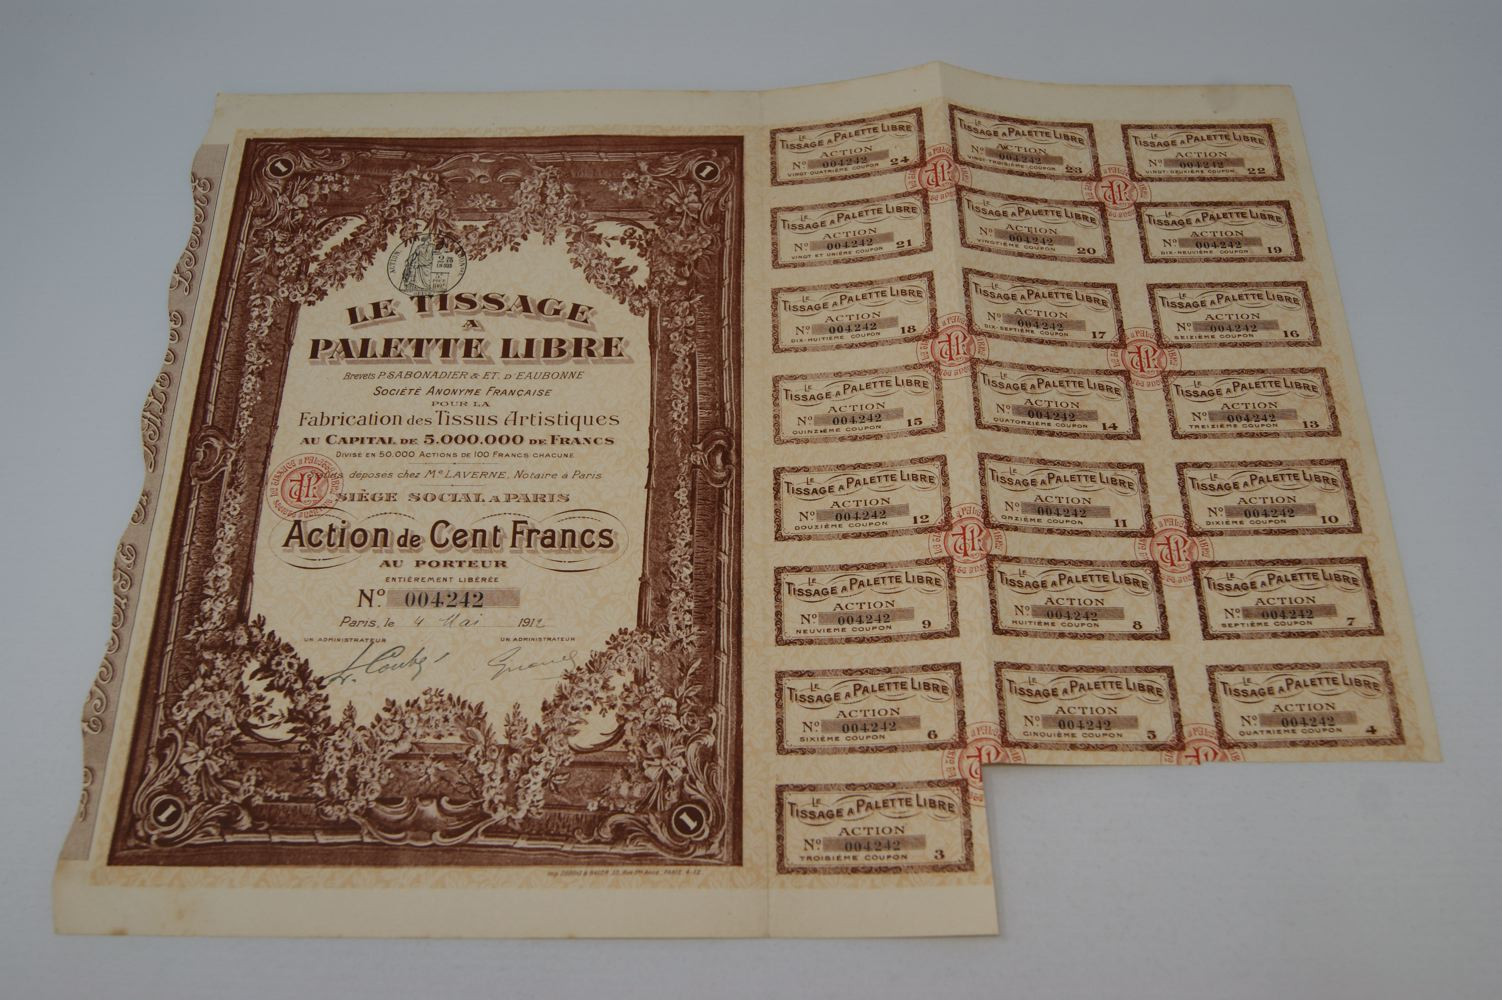 1
1
LE TISSAGE
A
PALETTE LIBRE
Brevets P. SABONADIER & ET. D'EAUBONNE
SOCIÉTÉ ANONYME FRANÇAISE
POUR LA
Fabrication des Tissus Artistiques
AU CAPITAL DE 5.000.000 DE FRANCS
DIVISÉ EN 50.000 ACTIONS DE 100 FRANCS CHACUNE
déposés chez Me LAVERNE, Notaire à Paris
SIÈGE SOCIAL A PARIS
Action de Cent Francs
AU PORTEUR
ENTIÈREMENT LIBÉRÉE
No 004242
Paris, le 4 Mai 1912
UN ADMINISTRATEUR UN ADMINISTRATEUR
1
1
LE
TISSAGE A PALETTE LIBRE
ACTION
No 004242
VINGT-QUATRIÈME COUPON 24
LE
TISSAGE A PALETTE LIBRE
ACTION
No 004242
VINGT-TROISIÈME COUPON 23
LE
TISSAGE A PALETTE LIBRE
ACTION
No 004242
VINGT-DEUXIÈME COUPON 22
LE
TISSAGE A PALETTE LIBRE
ACTION
No 004242
VINGT ET UNIÈME COUPON 21
LE
TISSAGE A PALETTE LIBRE
ACTION
No 004242
VINGTIÈME COUPON 20
LE
TISSAGE A PALETTE LIBRE
ACTION
No 004242
DIX-NEUVIÈME COUPON 19
LE
TISSAGE A PALETTE LIBRE
ACTION
No 004242
DIX-HUITIÈME COUPON 18
LE
TISSAGE A PALETTE LIBRE
ACTION
No 004242
DIX-SEPTIÈME COUPON 17
LE
TISSAGE A PALETTE LIBRE
ACTION
No 004242
SEIZIÈME COUPON 16
LE
TISSAGE A PALETTE LIBRE
ACTION
No 004242
QUINZIÈME COUPON 15
LE
TISSAGE A PALETTE LIBRE
ACTION
No 004242
QUATORZIÈME COUPON 14
LE
TISSAGE A PALETTE LIBRE
ACTION
No 004242
TREIZIÈME COUPON 13
LE
TISSAGE A PALETTE LIBRE
ACTION
No 004242
DOUZIÈME COUPON 12
LE
TISSAGE A PALETTE LIBRE
ACTION
No 004242
ONZIÈME COUPON 11
LE
TISSAGE A PALETTE LIBRE
ACTION
No 004242
DIXIÈME COUPON 10
LE
TISSAGE A PALETTE LIBRE
ACTION
No 004242
NEUVIÈME COUPON 9
LE
TISSAGE A PALETTE LIBRE
ACTION
No 004242
HUITIÈME COUPON 8
LE
TISSAGE A PALETTE LIBRE
ACTION
No 004242
SEPTIÈME COUPON 7
LE
TISSAGE A PALETTE LIBRE
ACTION
No 004242
SIXIÈME COUPON 6
LE
TISSAGE A PALETTE LIBRE
ACTION
No 004242
CINQUIÈME COUPON 5
LE
TISSAGE A PALETTE LIBRE
ACTION
No 004242
QUATRIÈME COUPON 4
LE
TISSAGE A PALETTE LIBRE
ACTION
No 004242
TROISIÈME COUPON 3